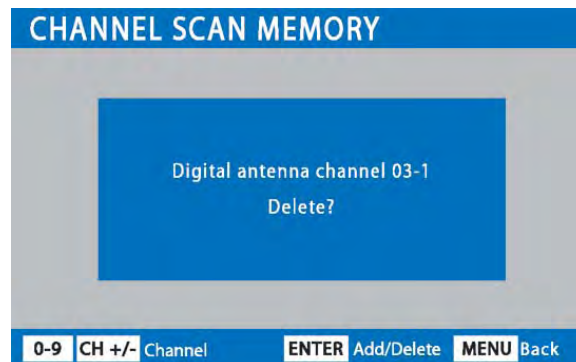 CHANNEL SCAN MEMORY
Digital antenna channel 03-1
Delete?
0-9 CH +/- Channel ENTER Add/Delete MENU Back